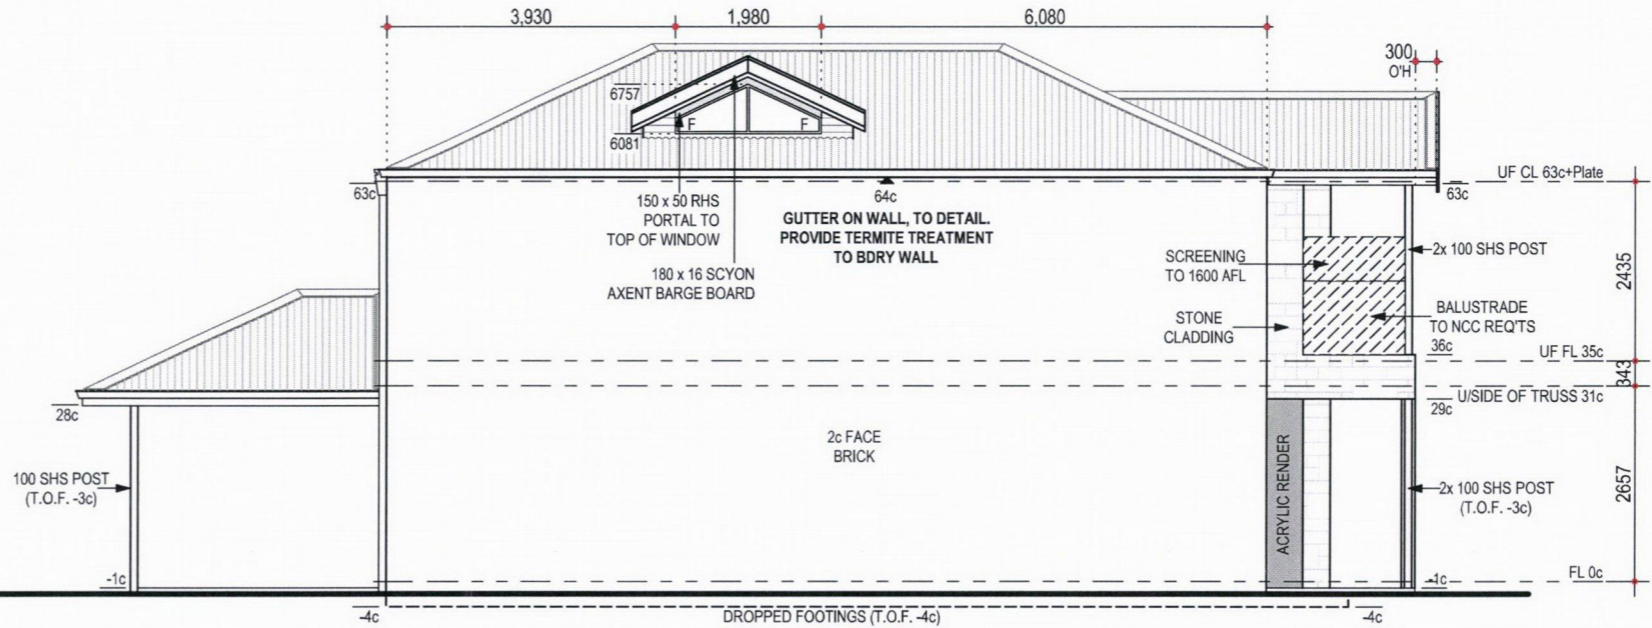 3,930
1,980
6,080
300
O'H
6757
6081
F
F
63c
64c
63c
UF CL 63c+Plate
150 x 50 RHS
PORTAL TO
TOP OF WINDOW
180 x 16 SCYON
AXENT BARGE BOARD
GUTTER ON WALL, TO DETAIL.
PROVIDE TERMITE TREATMENT
TO BDRY WALL
SCREENING
TO 1600 AFL
2x 100 SHS POST
STONE
CLADDING
BALUSTRADE
TO NCC REQ'TS
2435
36c
UF FL 35c
343
U/SIDE OF TRUSS 31c
29c
28c
2c FACE
BRICK
100 SHS POST
(T.O.F. -3c)
ACRYLIC RENDER
2x 100 SHS POST
(T.O.F. -3c)
2657
-1c
-1c
FL 0c
-4c
DROPPED FOOTINGS (T.O.F. -4c)
-4c